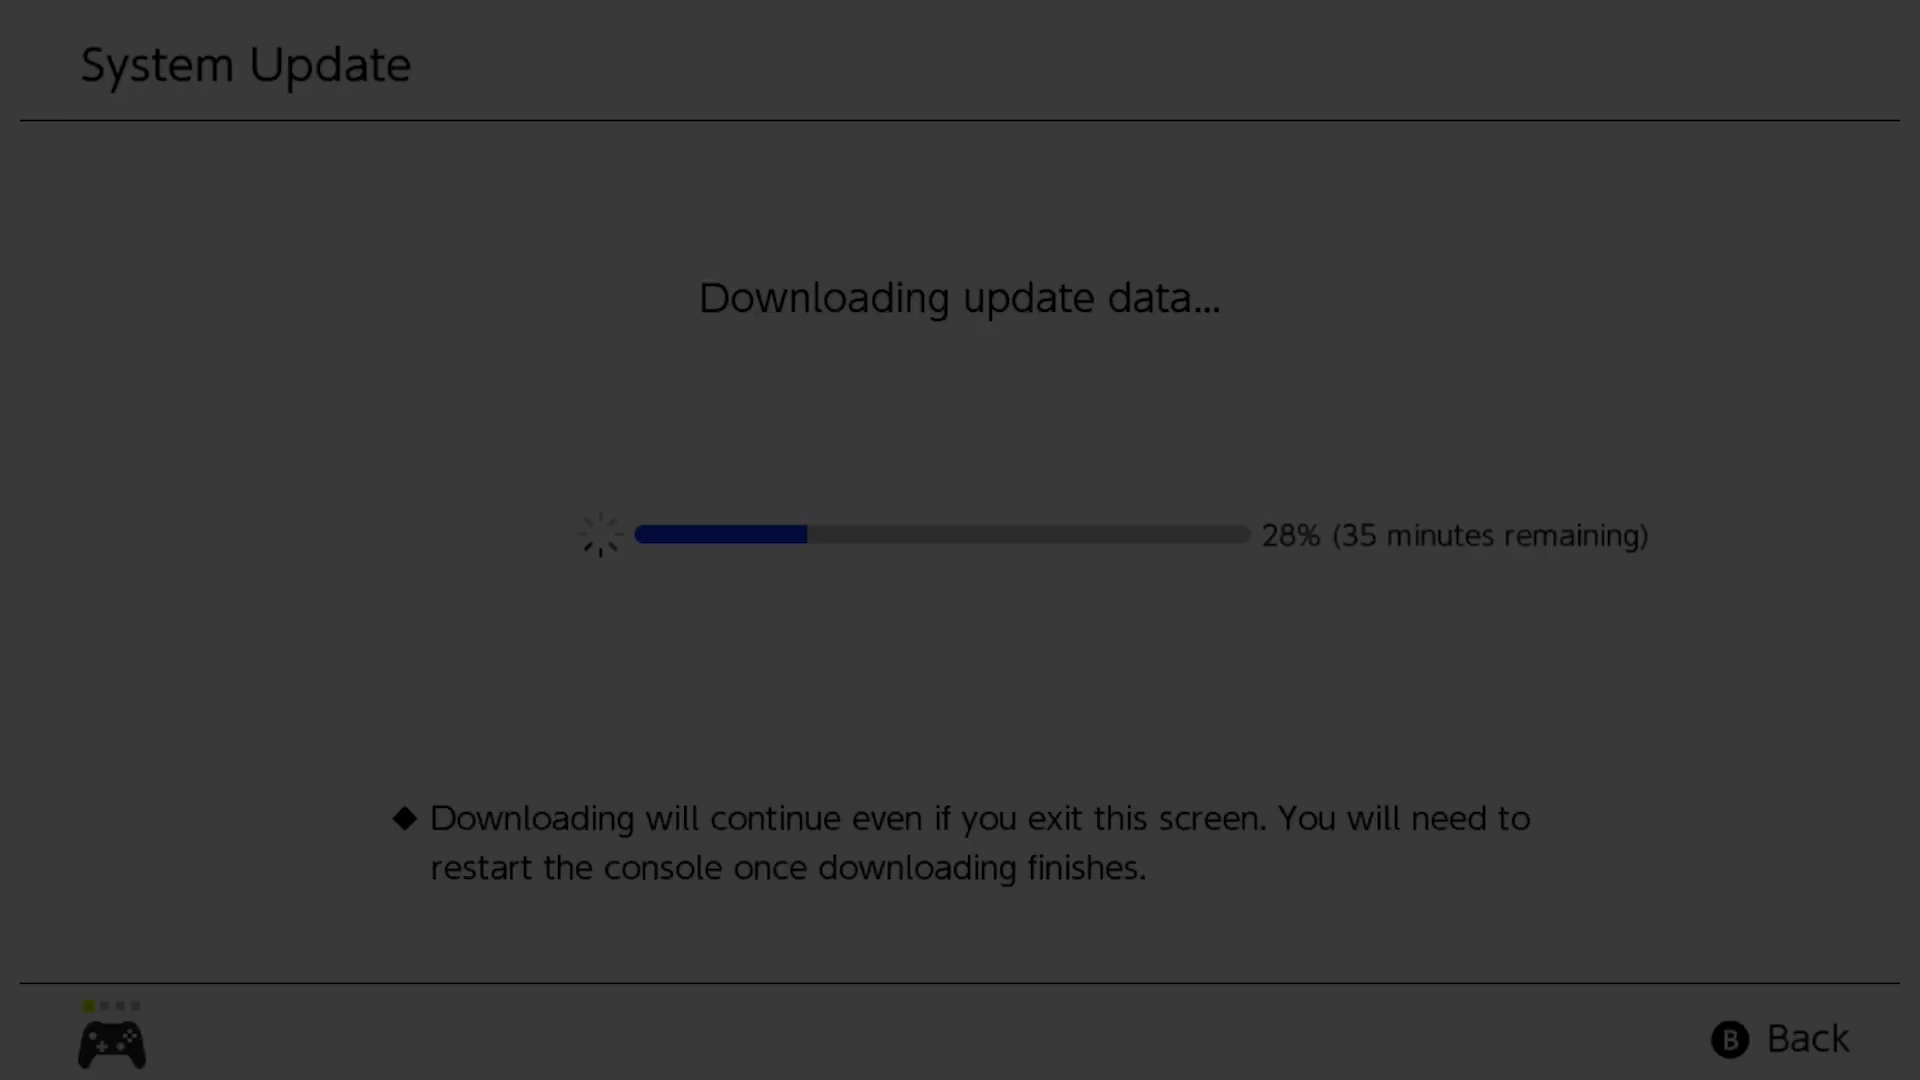 System Update
Downloading update data...
28% (35 minutes remaining)
◆ Downloading will continue even if you exit this screen. You will need to
restart the console once downloading finishes.
B Back